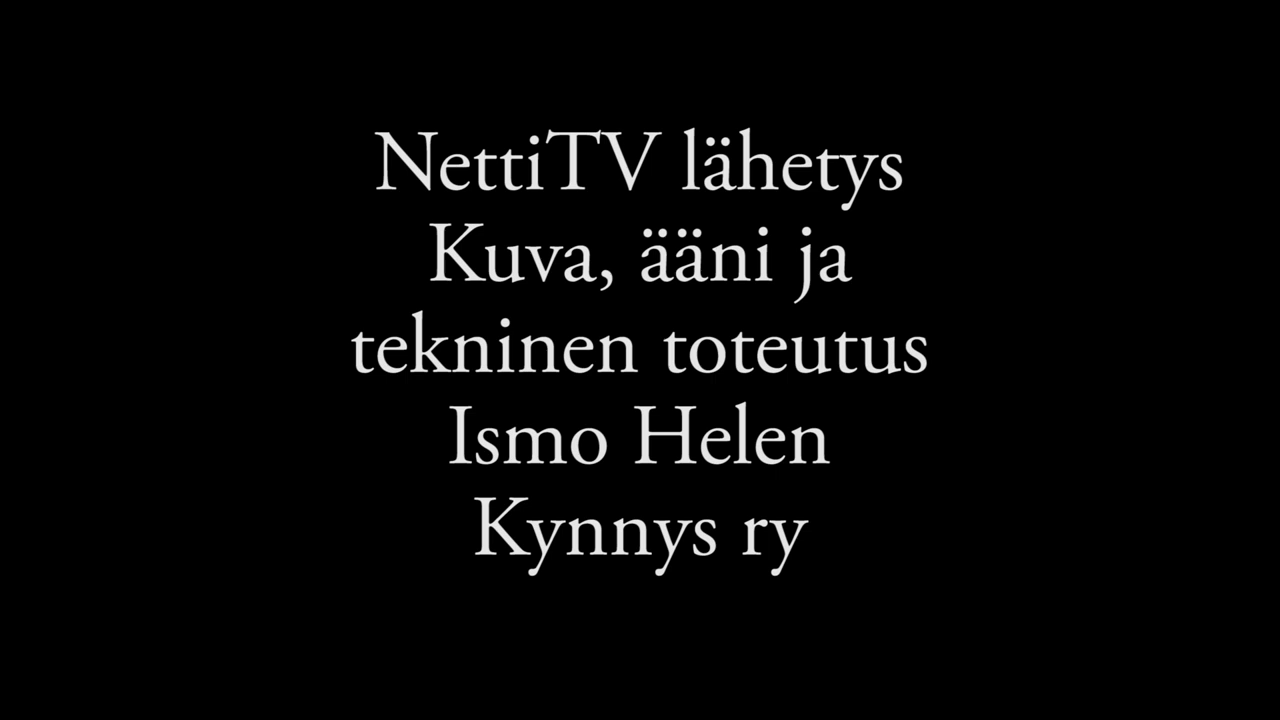 NettiTV lähetys
Kuva, ääni ja
tekninen toteutus
Ismo Helen
Kynnys ry